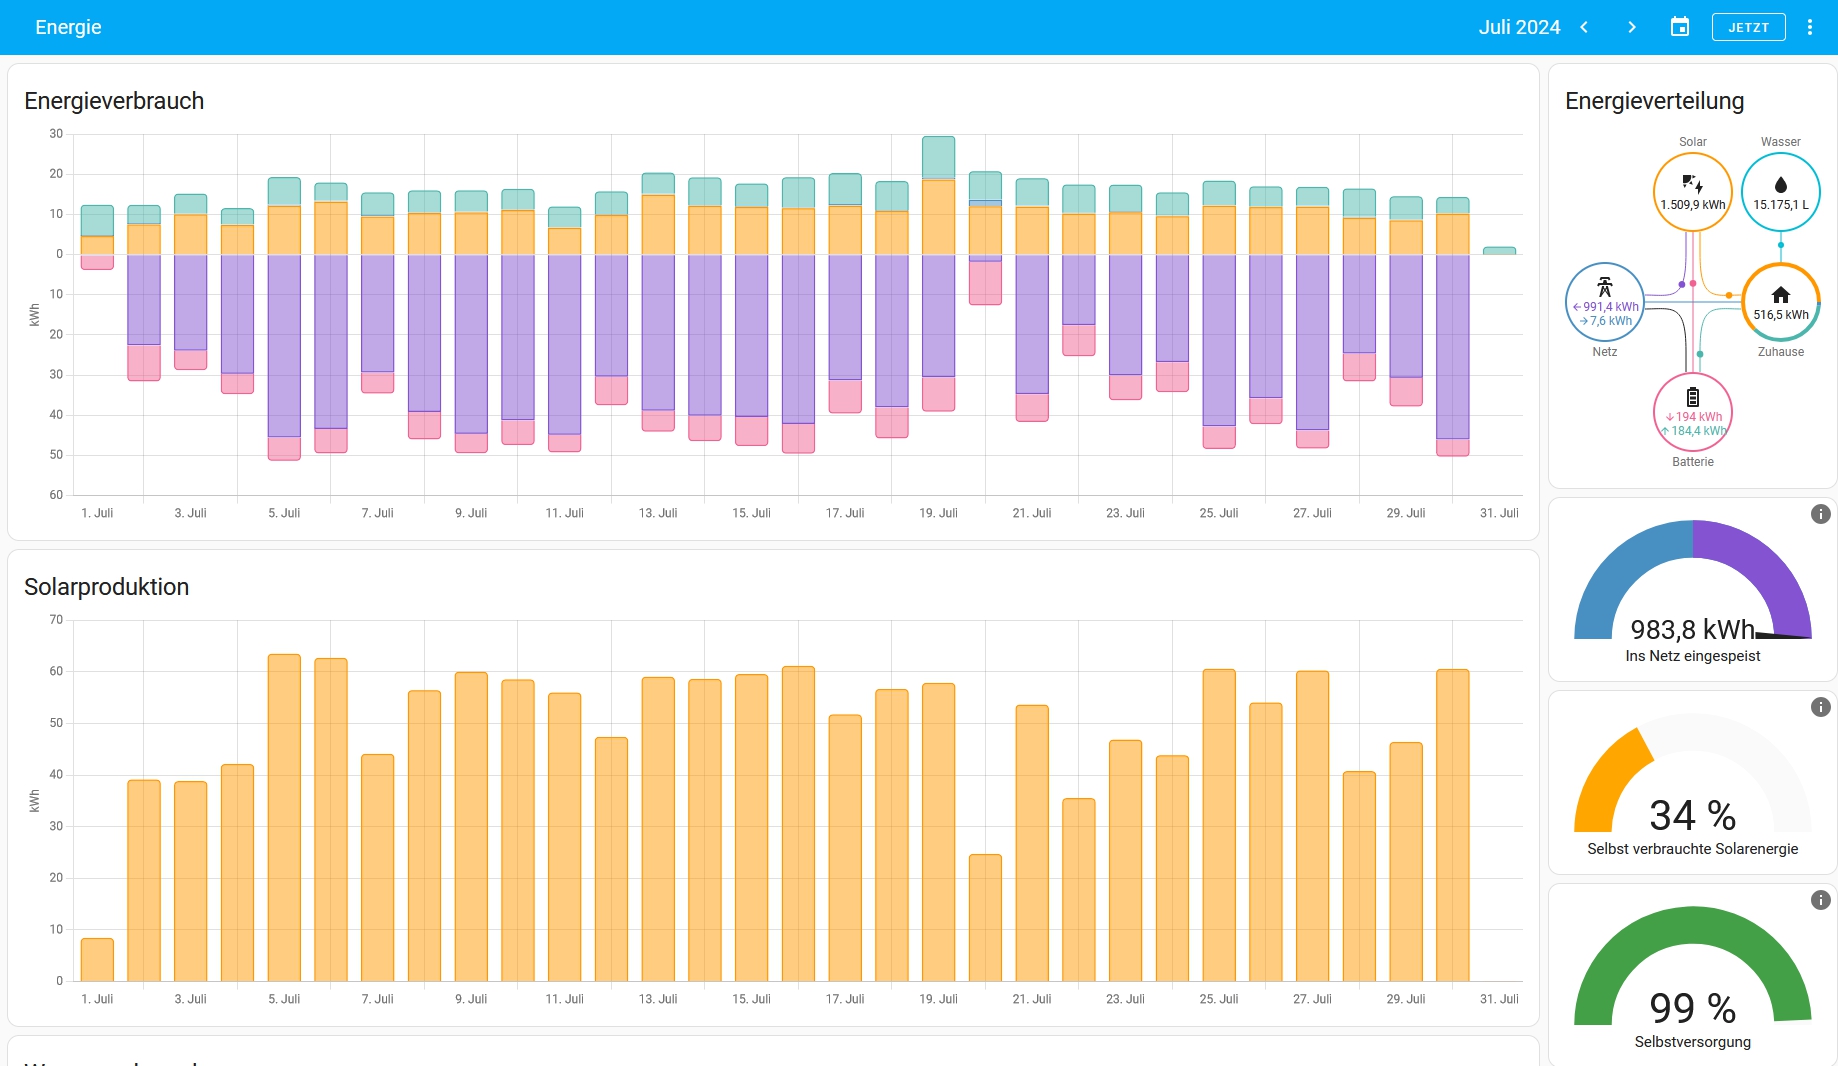 Energie
Juli 2024
JETZT
Energieverbrauch
30
20
10
0
10
20
30
40
50
60
kWh
1. Juli 3. Juli 5. Juli 7. Juli 9. Juli 11. Juli 13. Juli 15. Juli 17. Juli 19. Juli 21. Juli 23. Juli 25. Juli 27. Juli 29. Juli 31. Juli
Solarproduktion
70
60
50
40
30
20
10
0
kWh
1. Juli 3. Juli 5. Juli 7. Juli 9. Juli 11. Juli 13. Juli 15. Juli 17. Juli 19. Juli 21. Juli 23. Juli 25. Juli 27. Juli 29. Juli 31. Juli
Energieverteilung
Solar
Wasser
1.509,9 kWh
15.175,1 L
←991,4 kWh
→7,6 kWh
516,5 kWh
Netz
Zuhause
↓194 kWh
↑184,4 kWh
Batterie
983,8 kWh
Ins Netz eingespeist
34 %
Selbst verbrauchte Solarenergie
99 %
Selbstversorgung